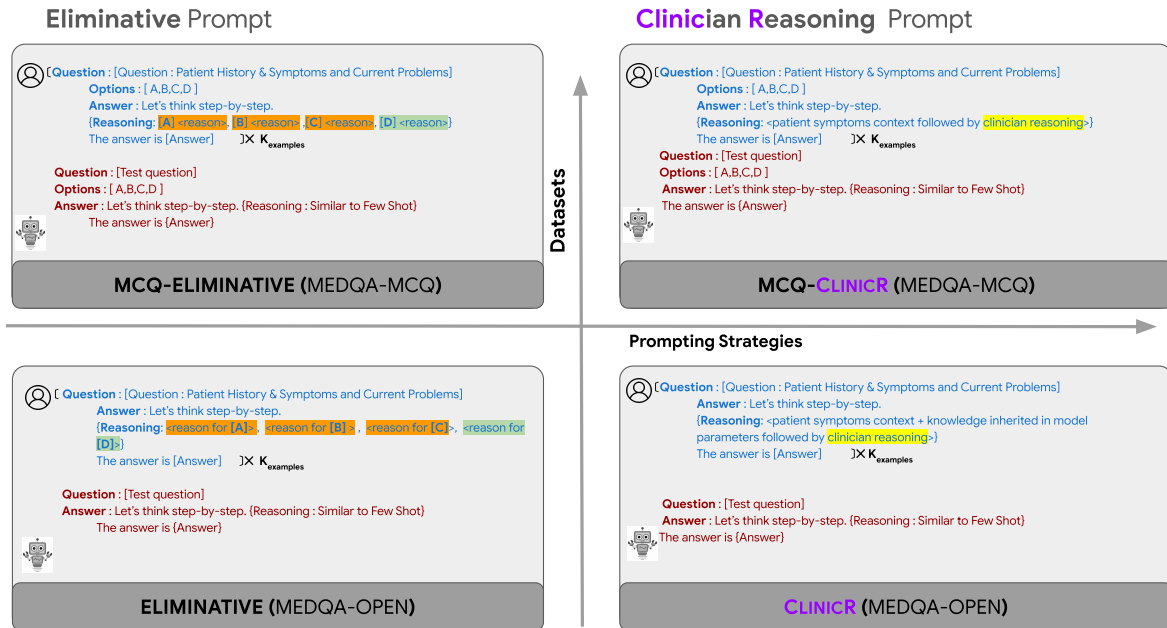 Eliminative Prompt
Clinician Reasoning Prompt
[Question : [Question : Patient History & Symptoms and Current Problems]
Options : [ A,B,C,D ]
Answer : Let's think step-by-step.
{Reasoning: [A] <reason>, [B] <reason> ,[C] <reason>, [D] <reason>}
The answer is [Answer] ]X Kexamples
Question : [Test question]
Options : [ A,B,C,D ]
Answer : Let's think step-by-step. {Reasoning : Similar to Few Shot}
The answer is {Answer}
MCQ-ELIMINATIVE (MEDQA-MCQ)
Datasets
[Question : [Question : Patient History & Symptoms and Current Problems]
Options : [ A,B,C,D ]
Answer : Let's think step-by-step.
{Reasoning: <patient symptoms context followed by clinician reasoning>}
The answer is [Answer] ]X Kexamples
Question : [Test question]
Options : [ A,B,C,D ]
Answer : Let's think step-by-step. {Reasoning : Similar to Few Shot}
The answer is {Answer}
MCQ-CLINICR (MEDQA-MCQ)
Prompting Strategies
[ Question : [Question : Patient History & Symptoms and Current Problems]
Answer : Let's think step-by-step.
{Reasoning: <reason for [A]>, <reason for [B] > , <reason for [C]>, <reason for
[D]>}
The answer is [Answer] ]X Kexamples
Question : [Test question]
Answer : Let's think step-by-step. {Reasoning : Similar to Few Shot}
The answer is {Answer}
ELIMINATIVE (MEDQA-OPEN)
[Question : [Question : Patient History & Symptoms and Current Problems]
Answer : Let's think step-by-step.
{Reasoning: <patient symptoms context + knowledge inherited in model
parameters followed by clinician reasoning>}
The answer is [Answer] ]X Kexamples
Question : [Test question]
Answer : Let's think step-by-step. {Reasoning : Similar to Few Shot}
The answer is {Answer}
CLINICR (MEDQA-OPEN)